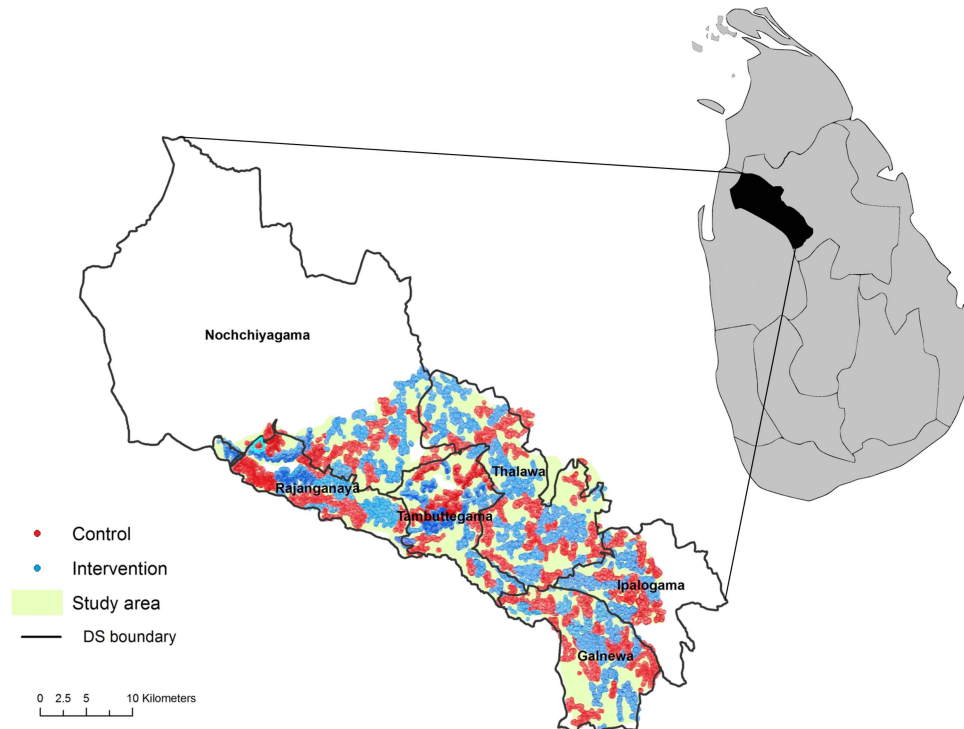 Nochchiyagama
Thalawa
Rajanganaya
Tambuttegama
Ipalogama
Galnewa
Control
Intervention
Study area
DS boundary
0 2.5 5 10 Kilometers